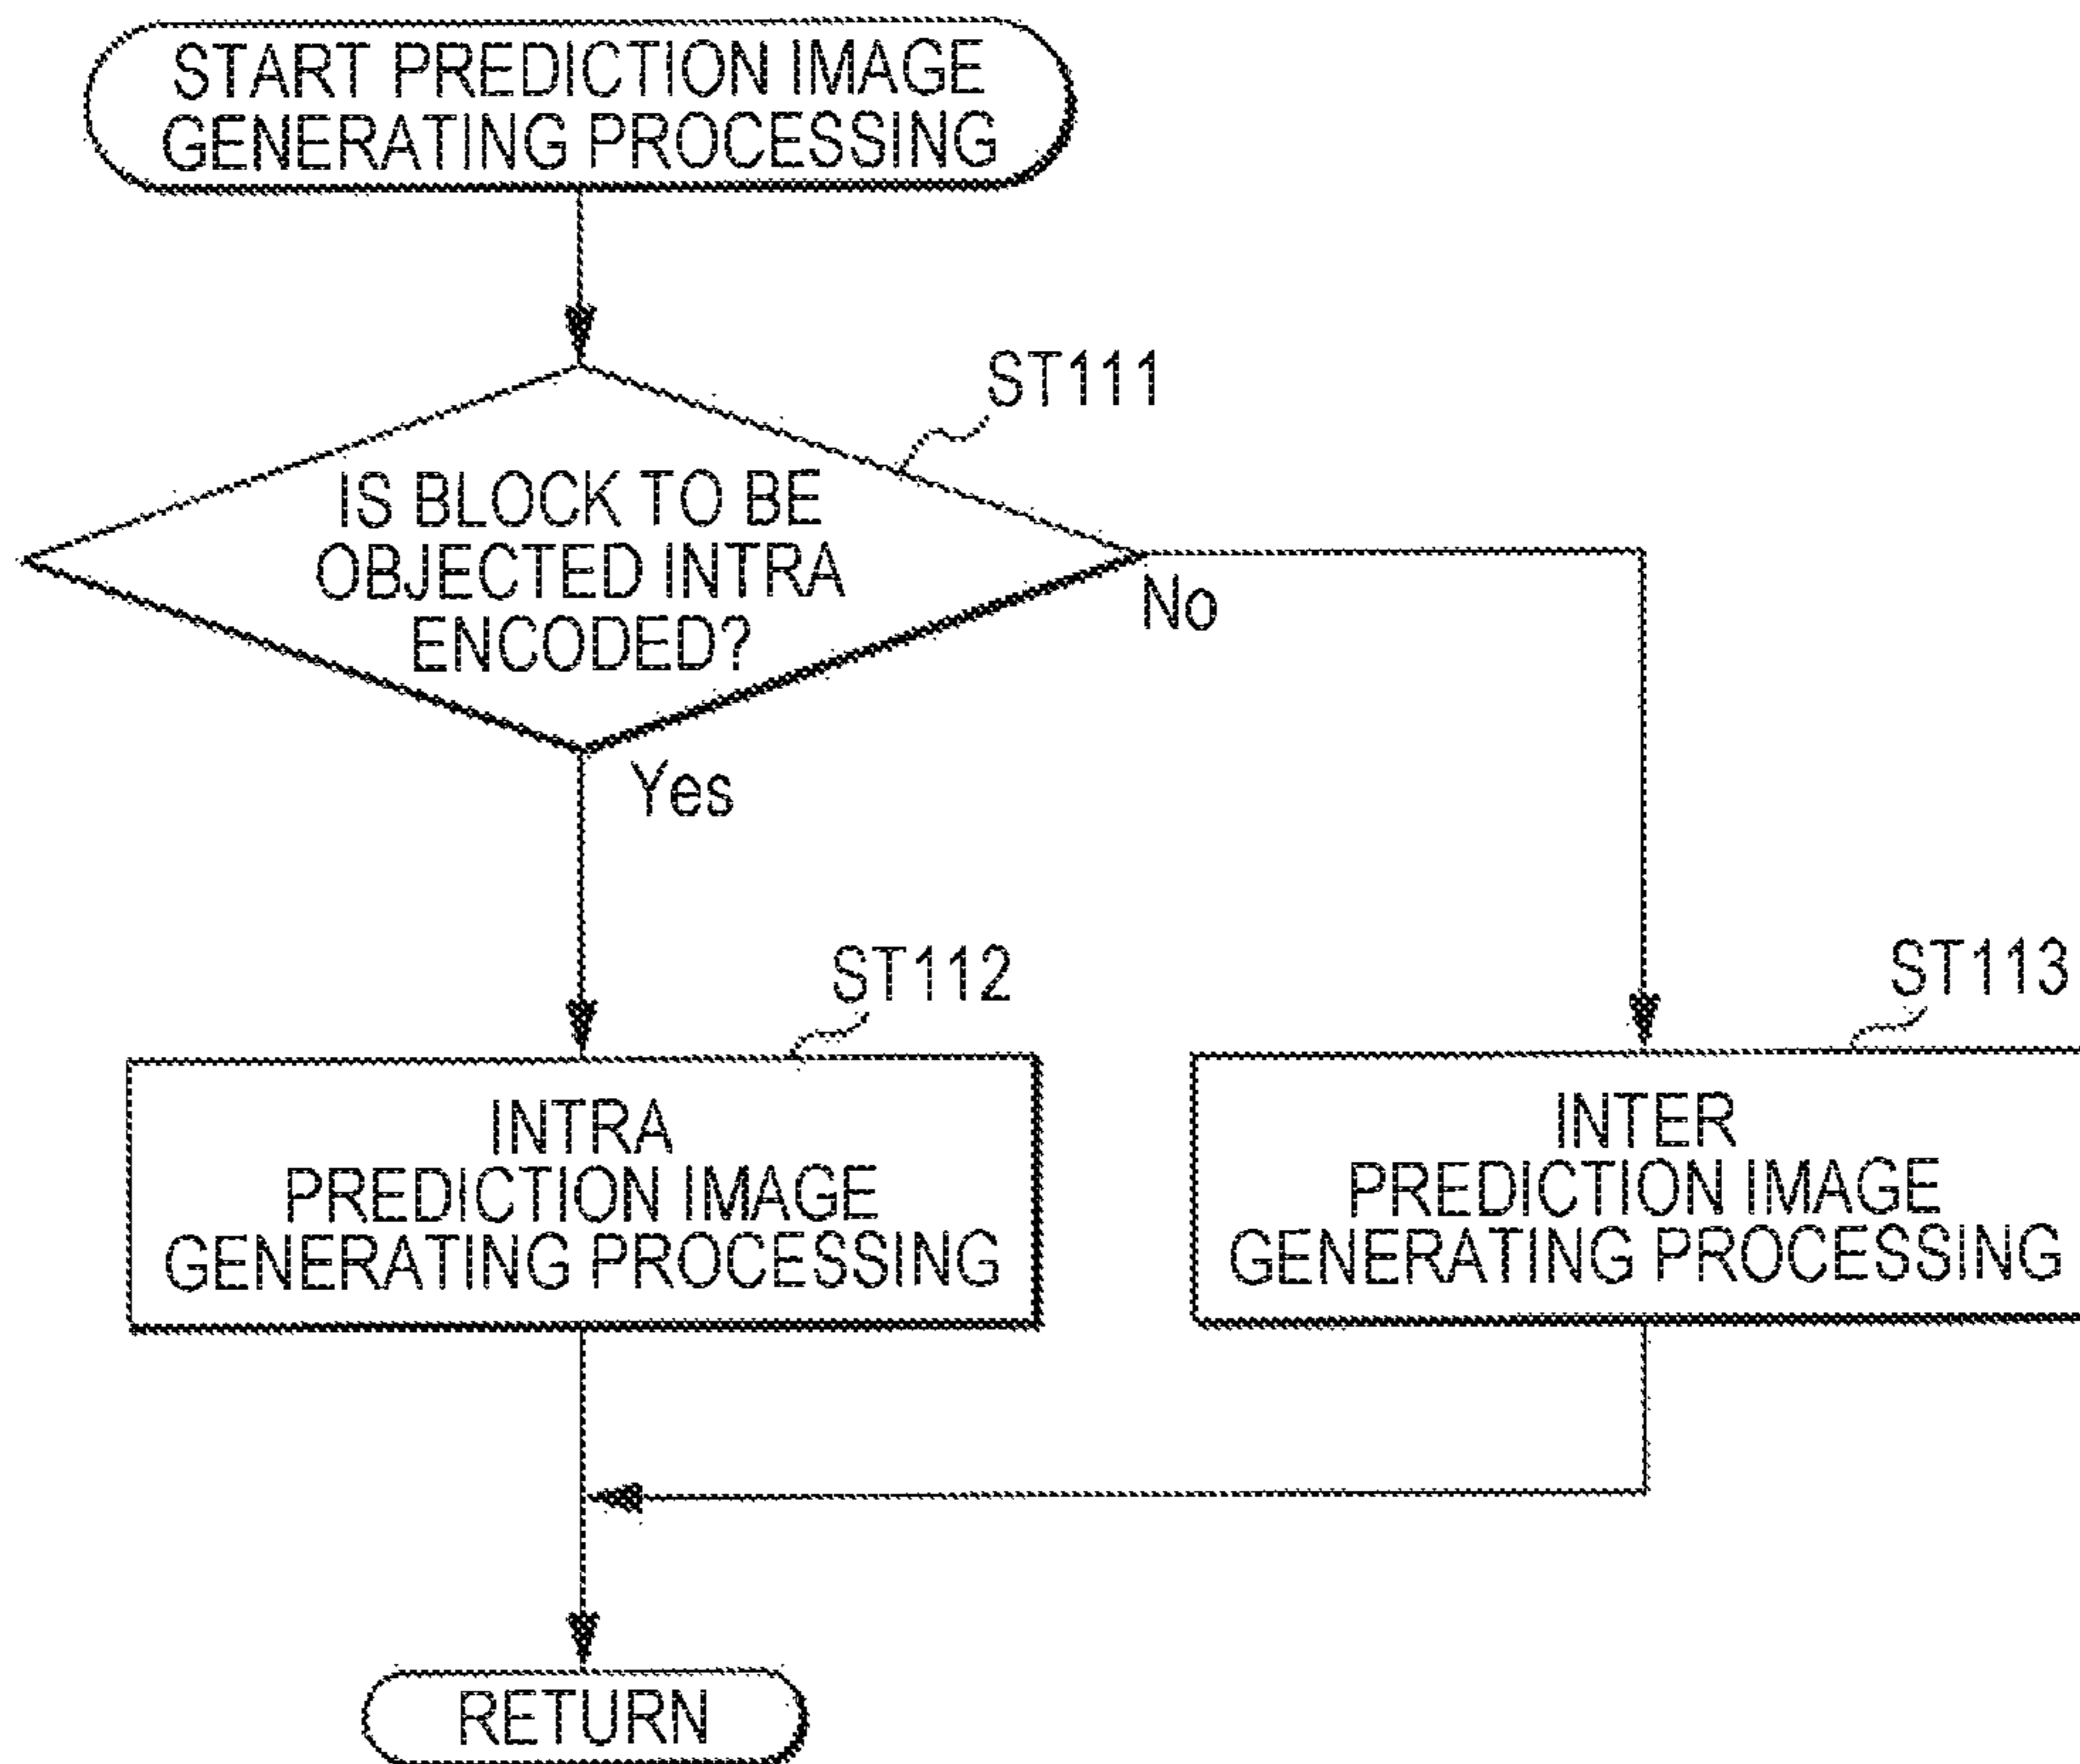 START PREDICTION IMAGE
GENERATING PROCESSING
ST111
IS BLOCK TO BE
OBJECTED INTRA
ENCODED?
No
Yes
ST112
ST113
INTRA
PREDICTION IMAGE
GENERATING PROCESSING
INTER
PREDICTION IMAGE
GENERATING PROCESSING
RETURN